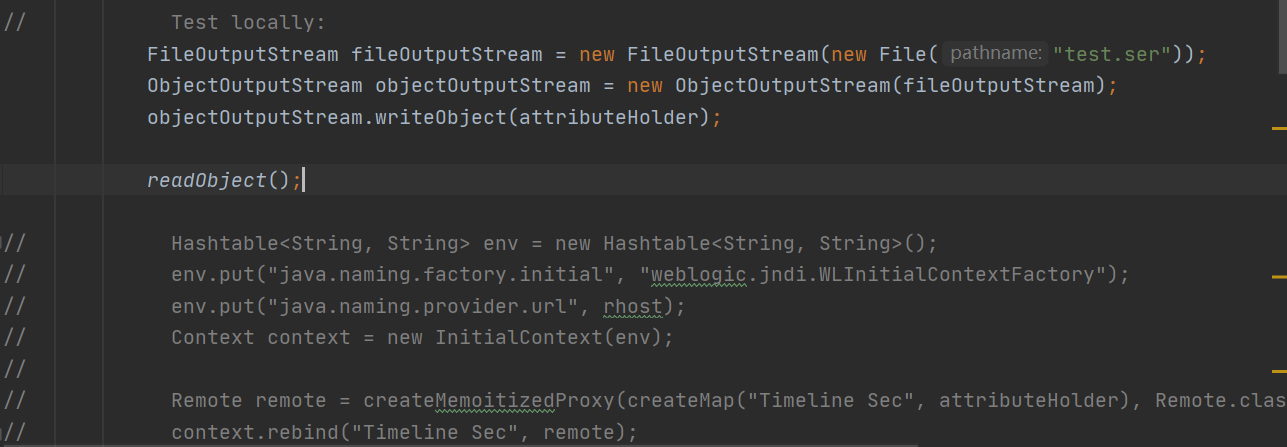 // Test locally:
FileOutputStream fileOutputStream = new FileOutputStream(new File( pathname: "test.ser"));
ObjectOutputStream objectOutputStream = new ObjectOutputStream(fileOutputStream);
objectOutputStream.writeObject(attributeHolder);
readObject();
// Hashtable<String, String> env = new Hashtable<String, String>();
// env.put("java.naming.factory.initial", "weblogic.jndi.WLInitialContextFactory");
// env.put("java.naming.provider.url", rhost);
// Context context = new InitialContext(env);
//
// Remote remote = createMemoitizedProxy(createMap("Timeline Sec", attributeHolder), Remote.clas
// context.rebind("Timeline Sec", remote);